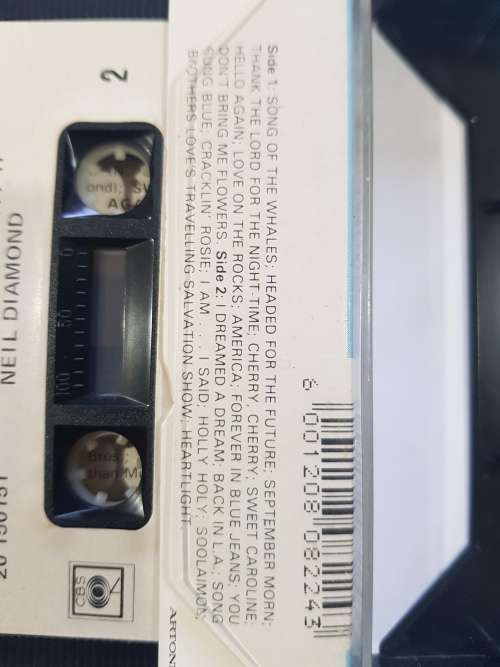 6 001208 082243
Side 1: SONG OF THE WHALES; HEADED FOR THE FUTURE; SEPTEMBER MORN;
THANK THE LORD FOR THE NIGHT TIME; CHERRY, CHERRY; SWEET CAROLINE;
HELLO AGAIN; LOVE ON THE ROCKS; AMERICA; FOREVER IN BLUE JEANS; YOU
DON'T BRING ME FLOWERS. Side 2: I DREAMED A DREAM; BACK IN L.A.; SONG
SUNG BLUE; CRACKLIN' ROSIE; I AM . . . I SAID; HOLLY HOLY; SOOLAIMON;
BROTHERS LOVE'S TRAVELLING SALVATION SHOW; HEARTLIGHT.
ARTON
2
0 50 100
CBS
NEIL DIAMOND